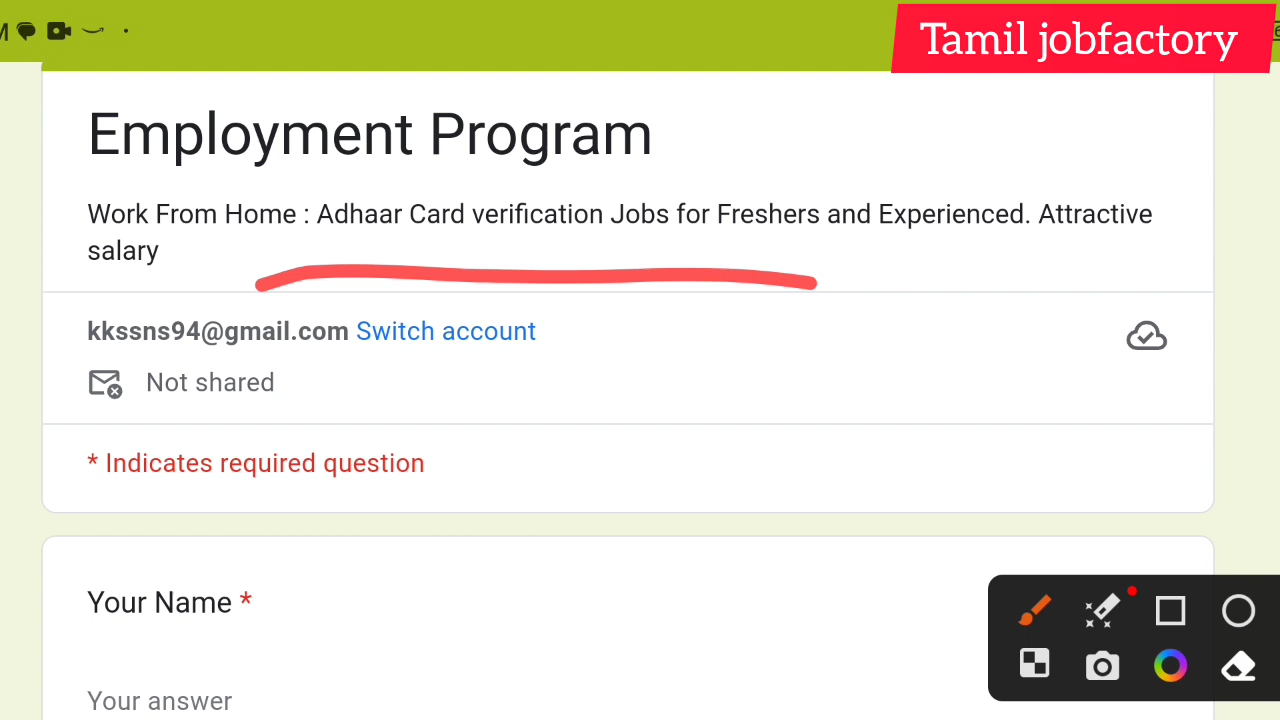 Tamil jobfactory
Employment Program
Work From Home : Adhaar Card verification Jobs for Freshers and Experienced. Attractive
salary
kkssns94@gmail.com Switch account
Not shared
* Indicates required question
Your Name *
Your answer